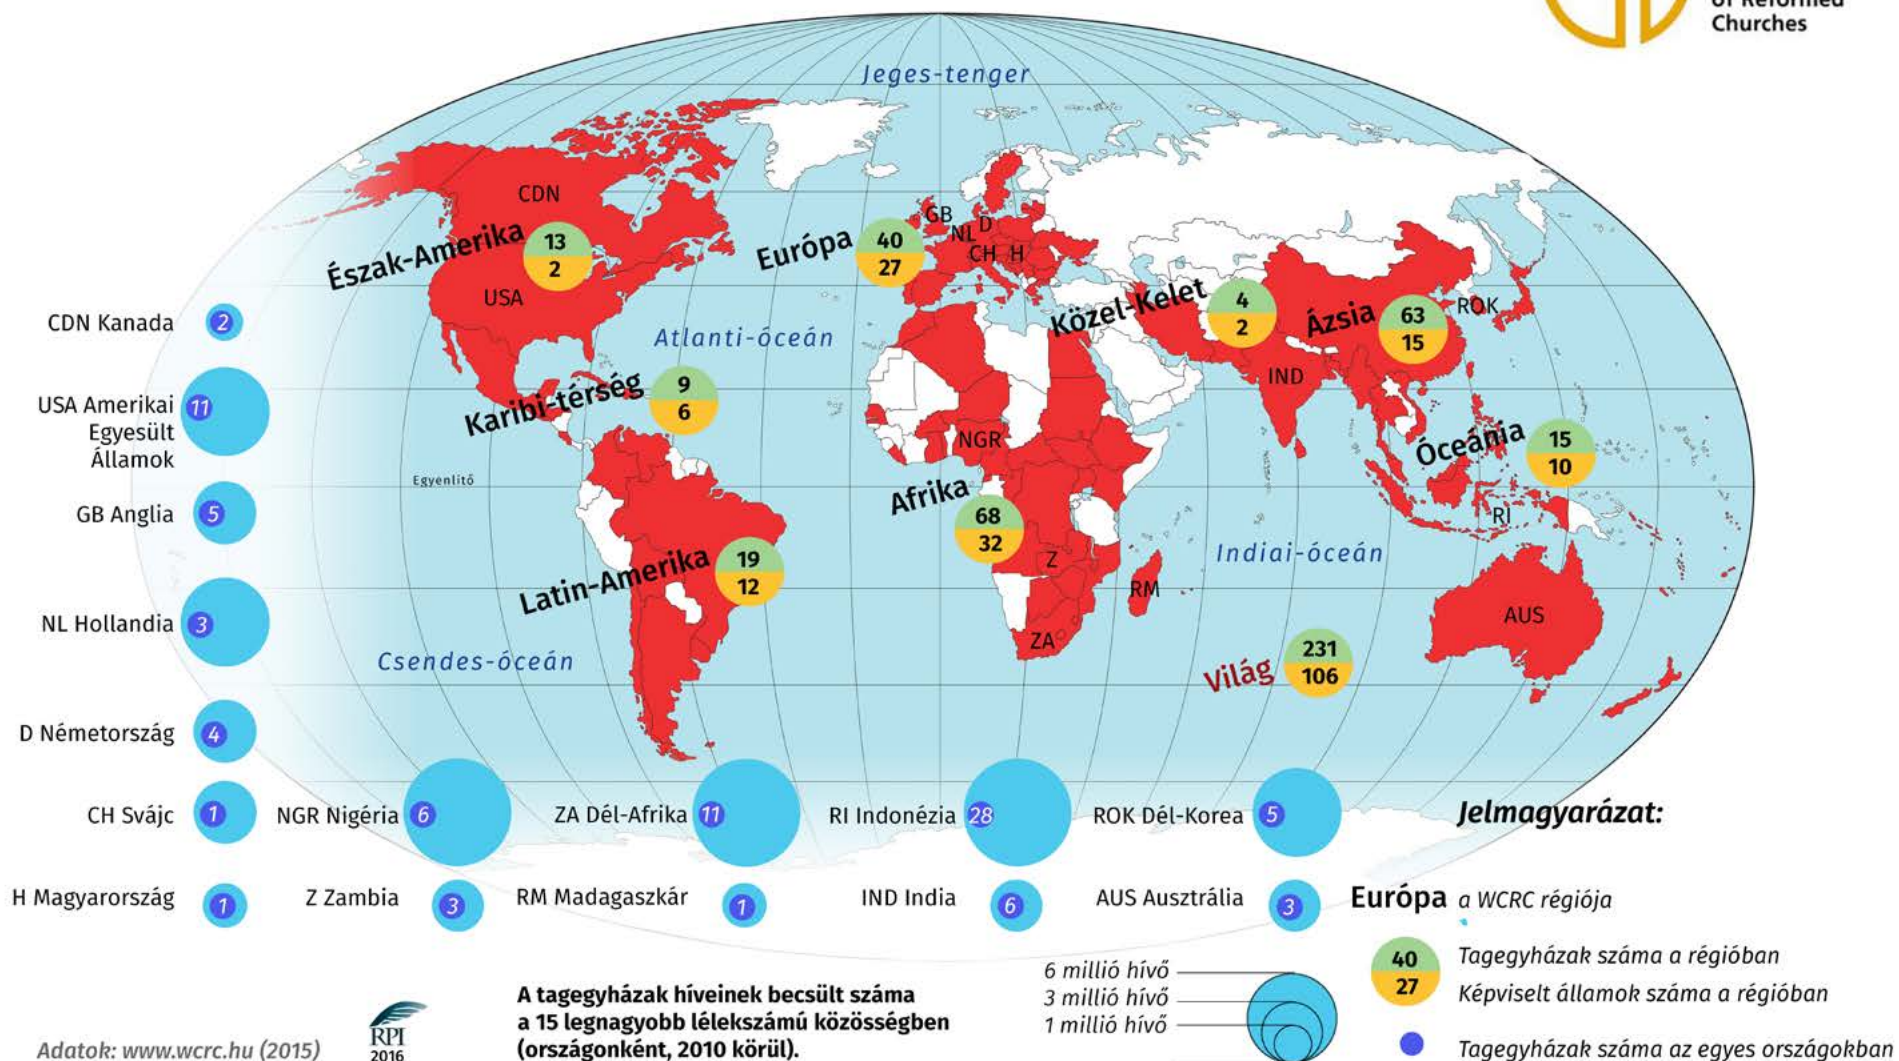 of Reformed
Churches
Jeges-tenger
CDN
Észak-Amerika
13
2
USA
GB
NL
D
CH
H
Európa
40
27
Közel-Kelet
4
2
Ázsia
63
15
ROK
IND
Atlanti-óceán
Karibi-térség
9
6
Egyenlítő
NGR
Afrika
68
32
Óceánia
15
10
RI
Latin-Amerika
19
12
Z
RM
ZA
Indiai-óceán
AUS
Csendes-óceán
Világ
231
106
CDN Kanada
2
USA Amerikai
Egyesült
Államok
11
GB Anglia
5
NL Hollandia
3
D Németország
4
CH Svájc
1
NGR Nigéria
6
ZA Dél-Afrika
11
RI Indonézia
28
ROK Dél-Korea
5
H Magyarország
1
Z Zambia
3
RM Madagaszkár
1
IND India
6
AUS Ausztrália
3
Jelmagyarázat:
Európa a WCRC régiója
40
27
Tagegyházak száma a régióban
Képviselt államok száma a régióban
Tagegyházak száma az egyes országokban
6 millió hívő
3 millió hívő
1 millió hívő
A tagegyházak híveinek becsült száma
a 15 legnagyobb lélekszámú közösségben
(országonként, 2010 körül).
RPI
2016
Adatok: www.wcrc.hu (2015)